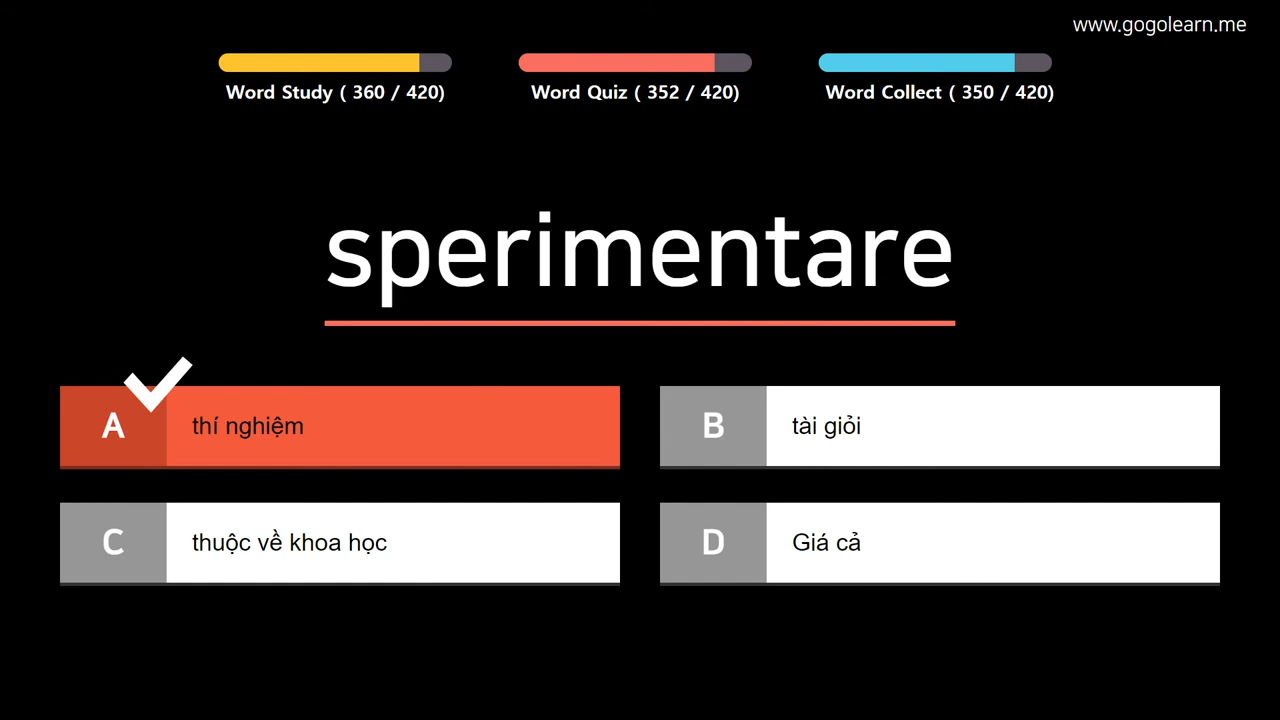 www.gogolearn.me
Word Study ( 360 / 420)
Word Quiz ( 352 / 420)
Word Collect ( 350 / 420)
sperimentare
A thí nghiệm
B tài giỏi
C thuộc về khoa học
D Giá cả